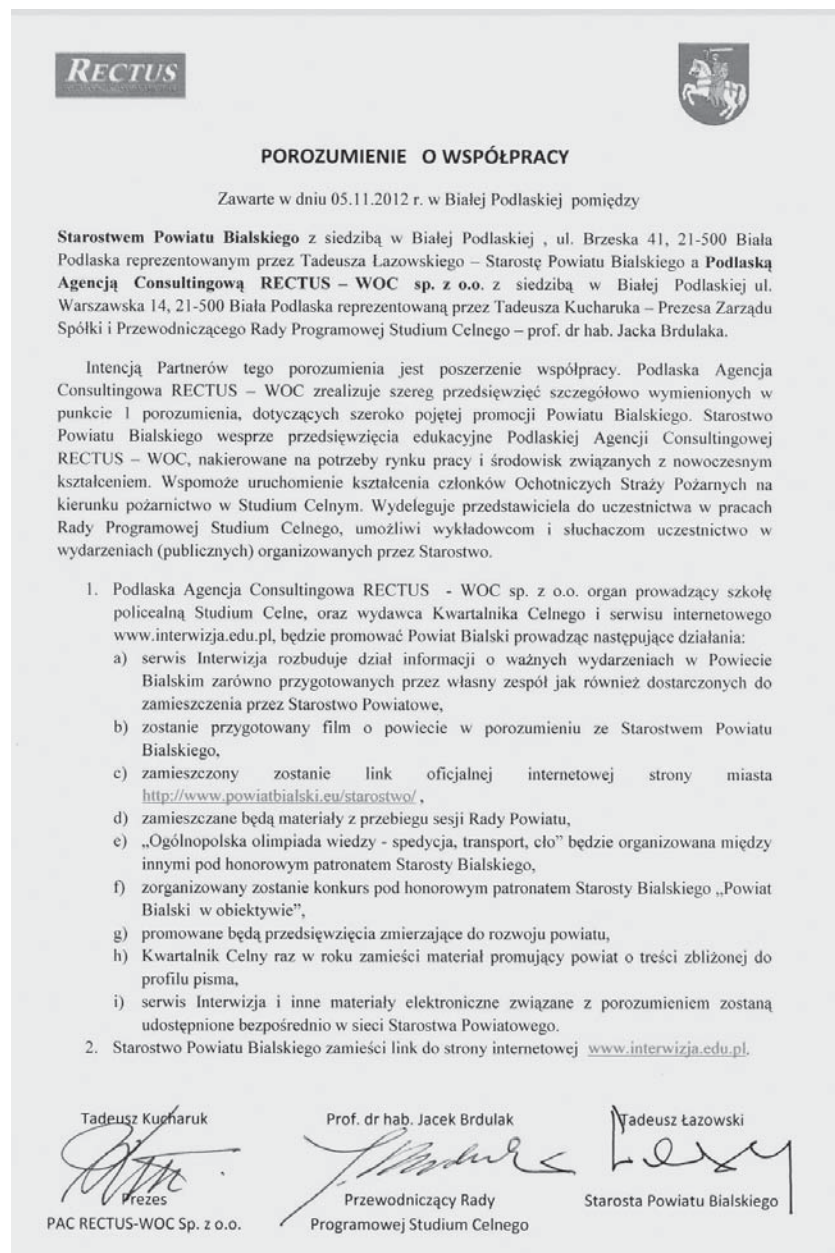 RECTUS
POROZUMIENIE O WSPÓŁPRACY
Zawarte w dniu 05.11.2012 r. w Białej Podlaskiej pomiędzy
Starostwem Powiatu Bialskiego z siedzibą w Białej Podlaskiej , ul. Brzeska 41, 21-500 Biała
Podlaska reprezentowanym przez Tadeusza Łazowskiego – Starostę Powiatu Bialskiego a Podlaską
Agencją Consultingową RECTUS – WOC sp. z o.o. z siedzibą w Białej Podlaskiej ul.
Warszawska 14, 21-500 Biała Podlaska reprezentowaną przez Tadeusza Kucharuka – Prezesa Zarządu
Spółki i Przewodniczącego Rady Programowej Studium Celnego – prof. dr hab. Jacka Brdulaka.
Intencją Partnerów tego porozumienia jest poszerzenie współpracy. Podlaska Agencja
Consultingowa RECTUS – WOC zrealizuje szereg przedsięwzięć szczegółowo wymienionych w
punkcie 1 porozumienia, dotyczących szeroko pojętej promocji Powiatu Bialskiego. Starostwo
Powiatu Bialskiego wesprze przedsięwzięcia edukacyjne Podlaskiej Agencji Consultingowej
RECTUS – WOC, nakierowane na potrzeby rynku pracy i środowisk związanych z nowoczesnym
kształceniem. Wspomoże uruchomienie kształcenia członków Ochotniczych Straży Pożarnych na
kierunku pożarnictwo w Studium Celnym. Wydeleguje przedstawiciela do uczestnictwa w pracach
Rady Programowej Studium Celnego, umożliwi wykładowcom i słuchaczom uczestnictwo w
wydarzeniach (publicznych) organizowanych przez Starostwo.
1. Podlaska Agencja Consultingowa RECTUS - WOC sp. z o.o. organ prowadzący szkołę
policealną Studium Celne, oraz wydawca Kwartalnika Celnego i serwisu internetowego
www.interwizja.edu.pl, będzie promować Powiat Bialski prowadząc następujące działania:
a) serwis Interwizja rozbuduje dział informacji o ważnych wydarzeniach w Powiecie
Bialskim zarówno przygotowanych przez własny zespół jak również dostarczonych do
zamieszczenia przez Starostwo Powiatowe,
b) zostanie przygotowany film o powiecie w porozumieniu ze Starostwem Powiatu
Bialskiego,
c) zamieszczony zostanie link oficjalnej internetowej strony miasta
http://www.powiatbialski.eu/starostwo/ ,
d) zamieszczane będą materiały z przebiegu sesji Rady Powiatu,
e) „Ogólnopolska olimpiada wiedzy - spedycja, transport, cło” będzie organizowana między
innymi pod honorowym patronatem Starosty Bialskiego,
f) zorganizowany zostanie konkurs pod honorowym patronatem Starosty Bialskiego „Powiat
Bialski w obiektywie”,
g) promowane będą przedsięwzięcia zmierzające do rozwoju powiatu,
h) Kwartalnik Celny raz w roku zamieści materiał promujący powiat o treści zbliżonej do
profilu pisma,
i) serwis Interwizja i inne materiały elektroniczne związane z porozumieniem zostaną
udostępnione bezpośrednio w sieci Starostwa Powiatowego.
2. Starostwo Powiatu Bialskiego zamieści link do strony internetowej www.interwizja.edu.pl.
Tadeusz Kucharuk Prof. dr hab. Jacek Brdulak Tadeusz Łazowski
Prezes Przewodniczący Rady Starosta Powiatu Bialskiego
PAC RECTUS-WOC Sp. z o.o. Programowej Studium Celnego